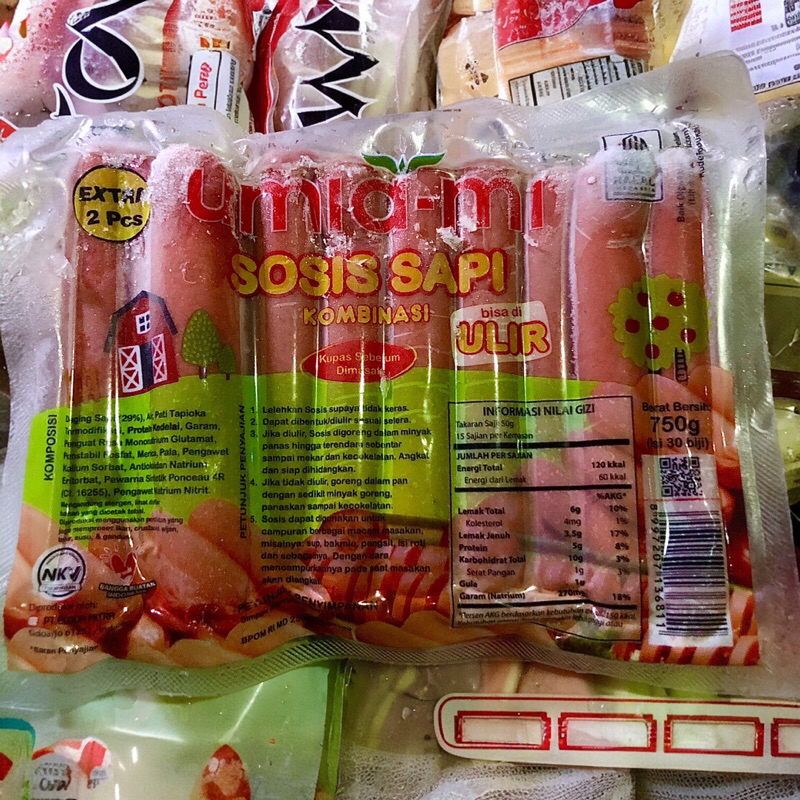 EXTRA
2 Pcs
umia-mi
SOSIS SAPI
KOMBINASI
bisa di
ULIR
Kupas Sebelum
Dimasak
KOMPOSISI
Daging Sapi (29%), Air, Pati Tapioka
Termodifikasi, Protein Kedelai, Garam,
Penguat Rasa Mononatrium Glutamat,
Penstabil Fosfat, Merica, Pala, Pengawet
Kalium Sorbat, Antioksidan Natrium
Eritorbat, Pewarna Sintetik Ponceau 4R
(CI. 16255), Pengawet Natrium Nitrit.
NKV
BANGGA BUATAN
INDONESIA
Diproduksi oleh:
Sidoarjo
*Saran Penyajian
PETUNJUK PENYAJIAN
1. Lelehkan Sosis supaya tidak keras.
2. Dapat dibentuk/diulir sesuai selera.
3. Jika diulir, Sosis digoreng dalam minyak
panas hingga terendam sebentar
sampai mekar dan kecokelatan. Angkat
dan siap dihidangkan.
4. Jika tidak diulir, goreng dalam pan
dengan sedikit minyak goreng,
panaskan sampai kecokelatan.
5. Sosis dapat digunakan untuk
campuran berbagai macam masakan,
misalnya: sup, bakmie, pangsit, isi roti
dan sebagainya. Dengan cara
mencampurkannya pada saat masakan
akan diangkat.
PETUNJUK PENYIMPANAN
BPOM RI MD
INFORMASI NILAI GIZI
Takaran Saji 50g
15 Sajian per Kemasan
JUMLAH PER SAJIAN
Energi Total 120 kkal
Energi dari Lemak 60 kkal
%AKG*
Lemak Total 6g 10%
Kolesterol 4mg 1%
Lemak Jenuh 3,5g 17%
Protein 5g 8%
Karbohidrat Total 10g 3%
Serat Pangan 1g 3%
Gula 1g
Garam (Natrium) 270mg 18%
Berat Bersih
750g
(isi 30 biji)